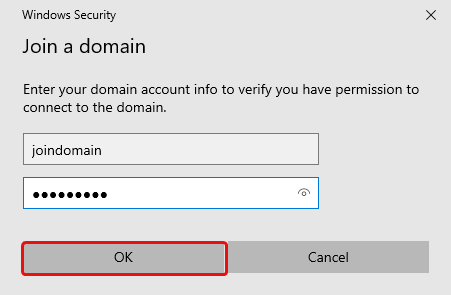 Windows Security
Join a domain
Enter your domain account info to verify you have permission to
connect to the domain.
joindomain
●●●●●●●●●
OK
Cancel